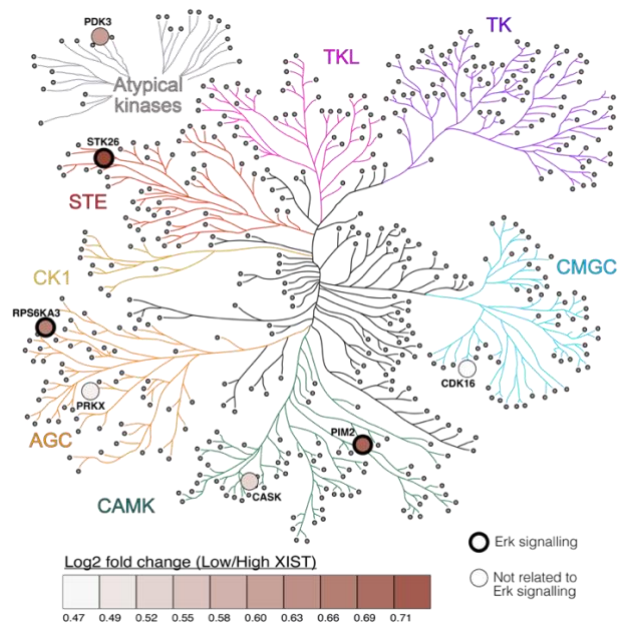 PDK3
TKL
TK
Atypical
kinases
STK26
STE
CK1
CMGC
RPS6KA3
CDK16
PRKX
AGC
PIM2
CASK
CAMK
Erk signalling
Not related to
Erk signalling
Log2 fold change (Low/High XIST)
0.47 0.49 0.52 0.55 0.58 0.60 0.63 0.66 0.69 0.71